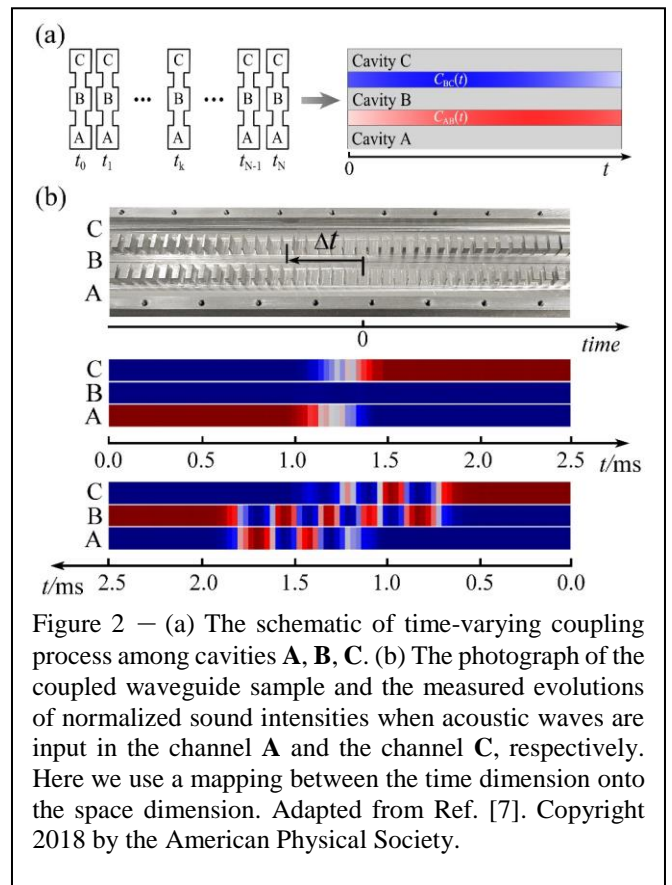 (a)
C C C C C
B B ... B ... B B
A A A A A
t0 t1 tk tN-1 tN
Cavity C
CBC(t)
Cavity B
CAB(t)
Cavity A
0 t
(b)
C
B
A
Δt
0
time
C
B
A
0.0 0.5 1.0 1.5 2.0 2.5 t/ms
C
B
A
t/ms
2.5 2.0 1.5 1.0 0.5 0.0
Figure 2 — (a) The schematic of time-varying coupling
process among cavities A, B, C. (b) The photograph of the
coupled waveguide sample and the measured evolutions
of normalized sound intensities when acoustic waves are
input in the channel A and the channel C, respectively.
Here we use a mapping between the time dimension onto
the space dimension. Adapted from Ref. [7]. Copyright
2018 by the American Physical Society.